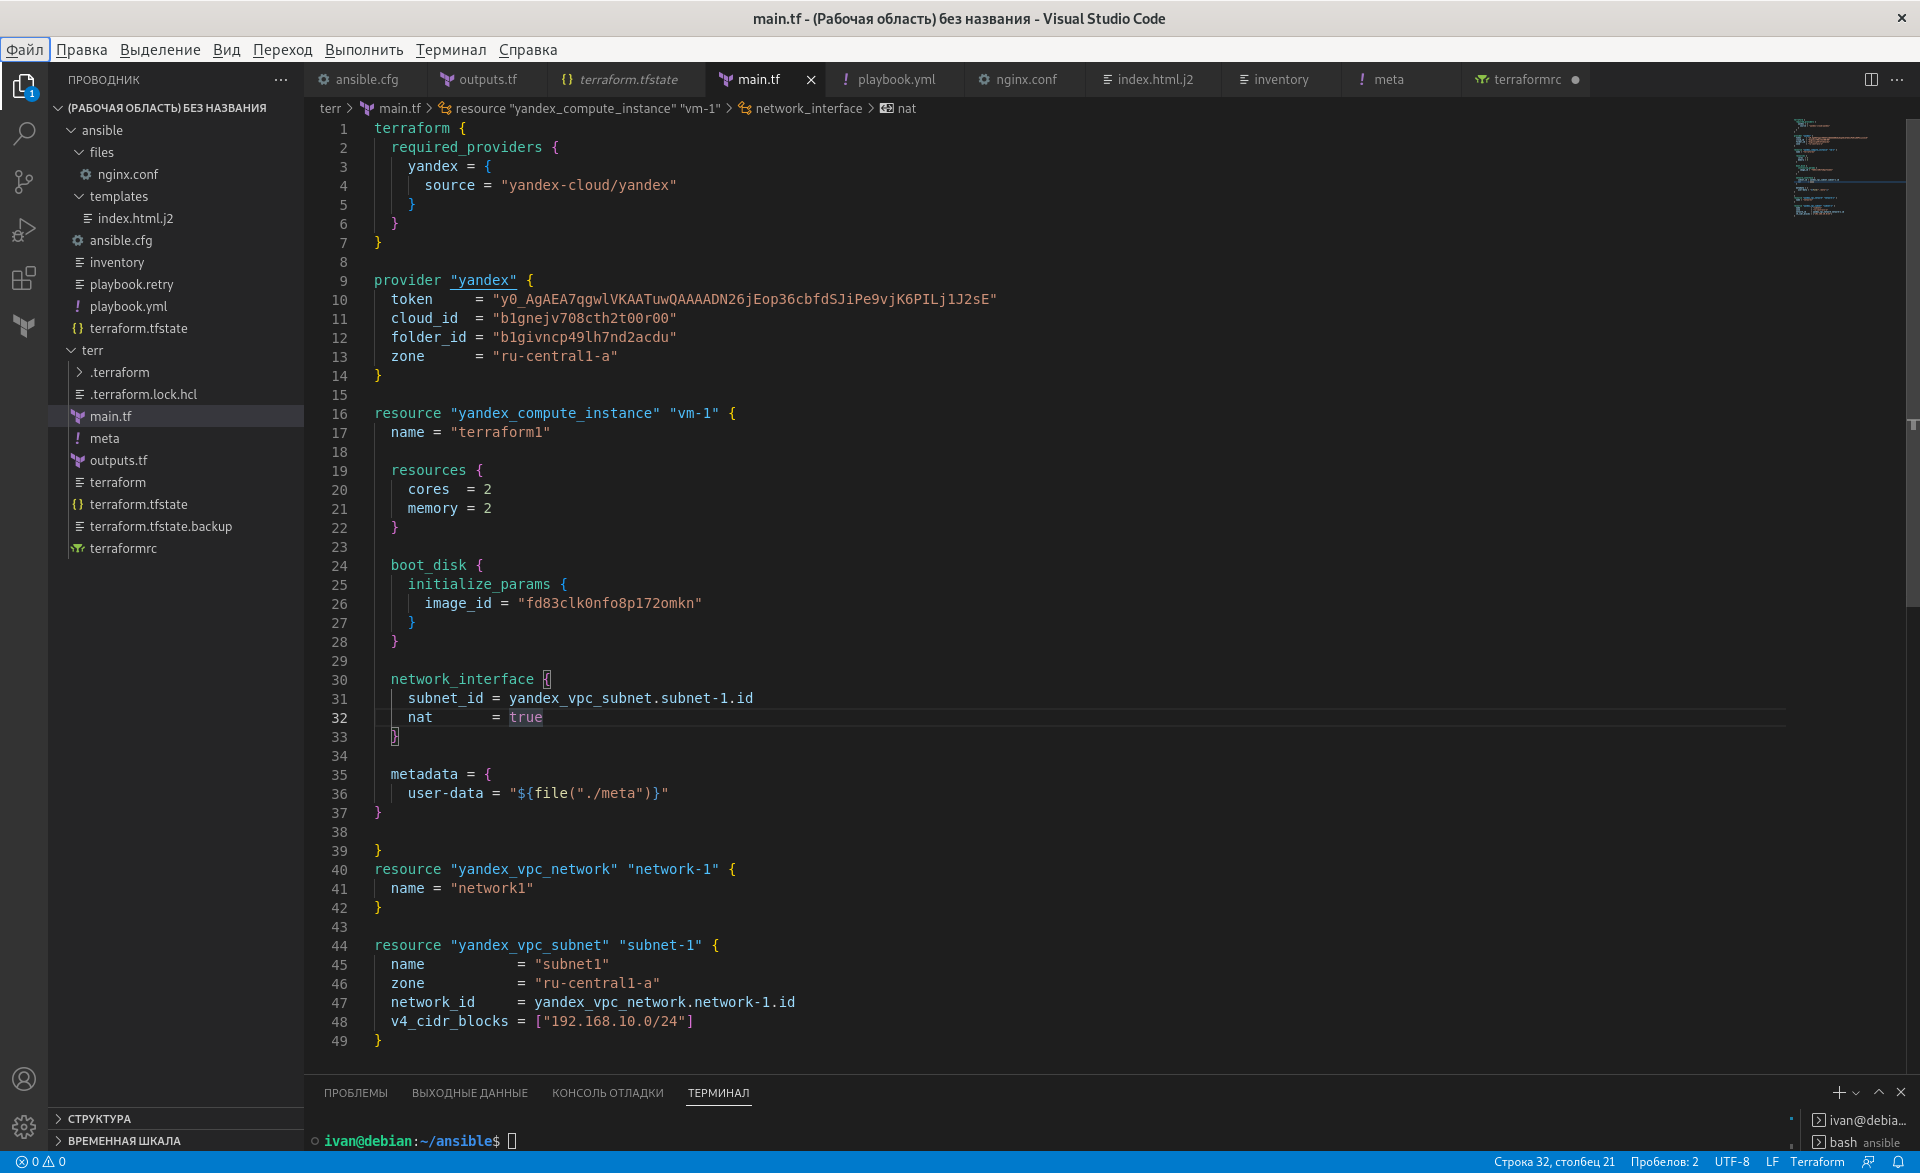 main.tf - (Рабочая область) без названия - Visual Studio Code
Файл Правка Выделение Вид Переход Выполнить Терминал Справка
ПРОВОДНИК
ansible.cfg outputs.tf terraform.tfstate main.tf playbook.yml nginx.conf index.html.j2 inventory meta terraformrc
1
(РАБОЧАЯ ОБЛАСТЬ) БЕЗ НАЗВАНИЯ
ansible
files
nginx.conf
templates
index.html.j2
ansible.cfg
inventory
playbook.retry
playbook.yml
terraform.tfstate
terr
.terraform
.terraform.lock.hcl
main.tf
meta
outputs.tf
terraform
terraform.tfstate
terraform.tfstate.backup
terraformrc
СТРУКТУРА
ВРЕМЕННАЯ ШКАЛА
terr > main.tf > resource "yandex_compute_instance" "vm-1" > network_interface > nat
1 terraform {
2   required_providers {
3     yandex = {
4       source = "yandex-cloud/yandex"
5     }
6   }
7 }
8
9 provider "yandex" {
10   token     = "y0_AgAEA7qgwlVKAATuwQAAAADN26jEop36cbfdSJiPe9vjK6PILj1J2sE"
11   cloud_id  = "b1gnejv708cth2t00r00"
12   folder_id = "b1givncp49lh7nd2acdu"
13   zone      = "ru-central1-a"
14 }
15
16 resource "yandex_compute_instance" "vm-1" {
17   name = "terraform1"
18
19   resources {
20     cores  = 2
21     memory = 2
22   }
23
24   boot_disk {
25     initialize_params {
26       image_id = "fd83clk0nfo8p172omkn"
27     }
28   }
29
30   network_interface {
31     subnet_id = yandex_vpc_subnet.subnet-1.id
32     nat       = true
33   }
34
35   metadata = {
36     user-data = "${file("./meta")}"
37 }
38
39 }
40 resource "yandex_vpc_network" "network-1" {
41   name = "network1"
42 }
43
44 resource "yandex_vpc_subnet" "subnet-1" {
45   name           = "subnet1"
46   zone           = "ru-central1-a"
47   network_id     = yandex_vpc_network.network-1.id
48   v4_cidr_blocks = ["192.168.10.0/24"]
49 }
ПРОБЛЕМЫ ВЫХОДНЫЕ ДАННЫЕ КОНСОЛЬ ОТЛАДКИ ТЕРМИНАЛ
ivan@debian:~/ansible$
ivan@debia...
bash ansible
0 0 Строка 32, столбец 21 Пробелов: 2 UTF-8 LF Terraform